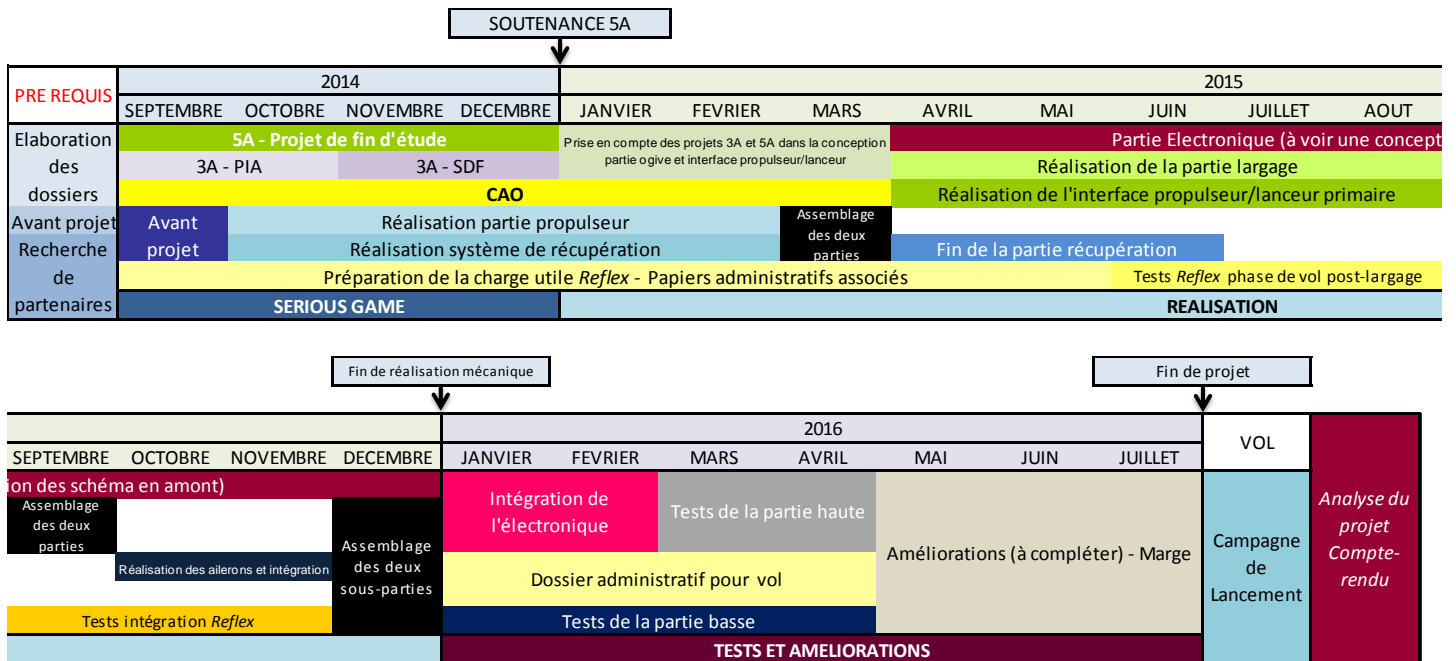 SOUTENANCE 5A
PRE REQUIS
2014
2015
SEPTEMBRE OCTOBRE NOVEMBRE DECEMBRE JANVIER FEVRIER MARS AVRIL MAI JUIN JUILLET AOUT
Elaboration
des
dossiers
5A - Projet de fin d'étude
Prise en compte des projets 3A et 5A dans la conception
partie ogive et interface propulseur/lanceur
Partie Electronique (à voir une concept
3A - PIA
3A - SDF
Réalisation de la partie largage
CAO
Réalisation de l'interface propulseur/lanceur primaire
Avant projet
Avant
projet
Réalisation partie propulseur
Assemblage
des deux
parties
Recherche
de
partenaires
Réalisation système de récupération
Fin de la partie récupération
Préparation de la charge utile Reflex - Papiers administratifs associés
Tests Reflex phase de vol post-largage
SERIOUS GAME
REALISATION
Fin de réalisation mécanique
Fin de projet
2016
VOL
SEPTEMBRE OCTOBRE NOVEMBRE DECEMBRE JANVIER FEVRIER MARS AVRIL MAI JUIN JUILLET
ion des schéma en amont)
Assemblage
des deux
parties
Réalisation des ailerons et intégration
Assemblage
des deux
sous-parties
Intégration de
l'électronique
Tests de la partie haute
Améliorations (à compléter) - Marge
Campagne
de
Lancement
Analyse du
projet
Compte-
rendu
Dossier administratif pour vol
Tests intégration Reflex
Tests de la partie basse
TESTS ET AMELIORATIONS